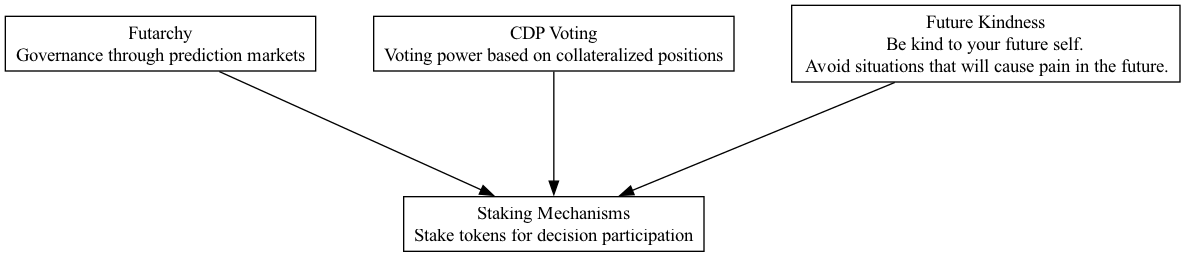 Futarchy
Governance through prediction markets
CDP Voting
Voting power based on collateralized positions
Future Kindness
Be kind to your future self.
Avoid situations that will cause pain in the future.
Staking Mechanisms
Stake tokens for decision participation